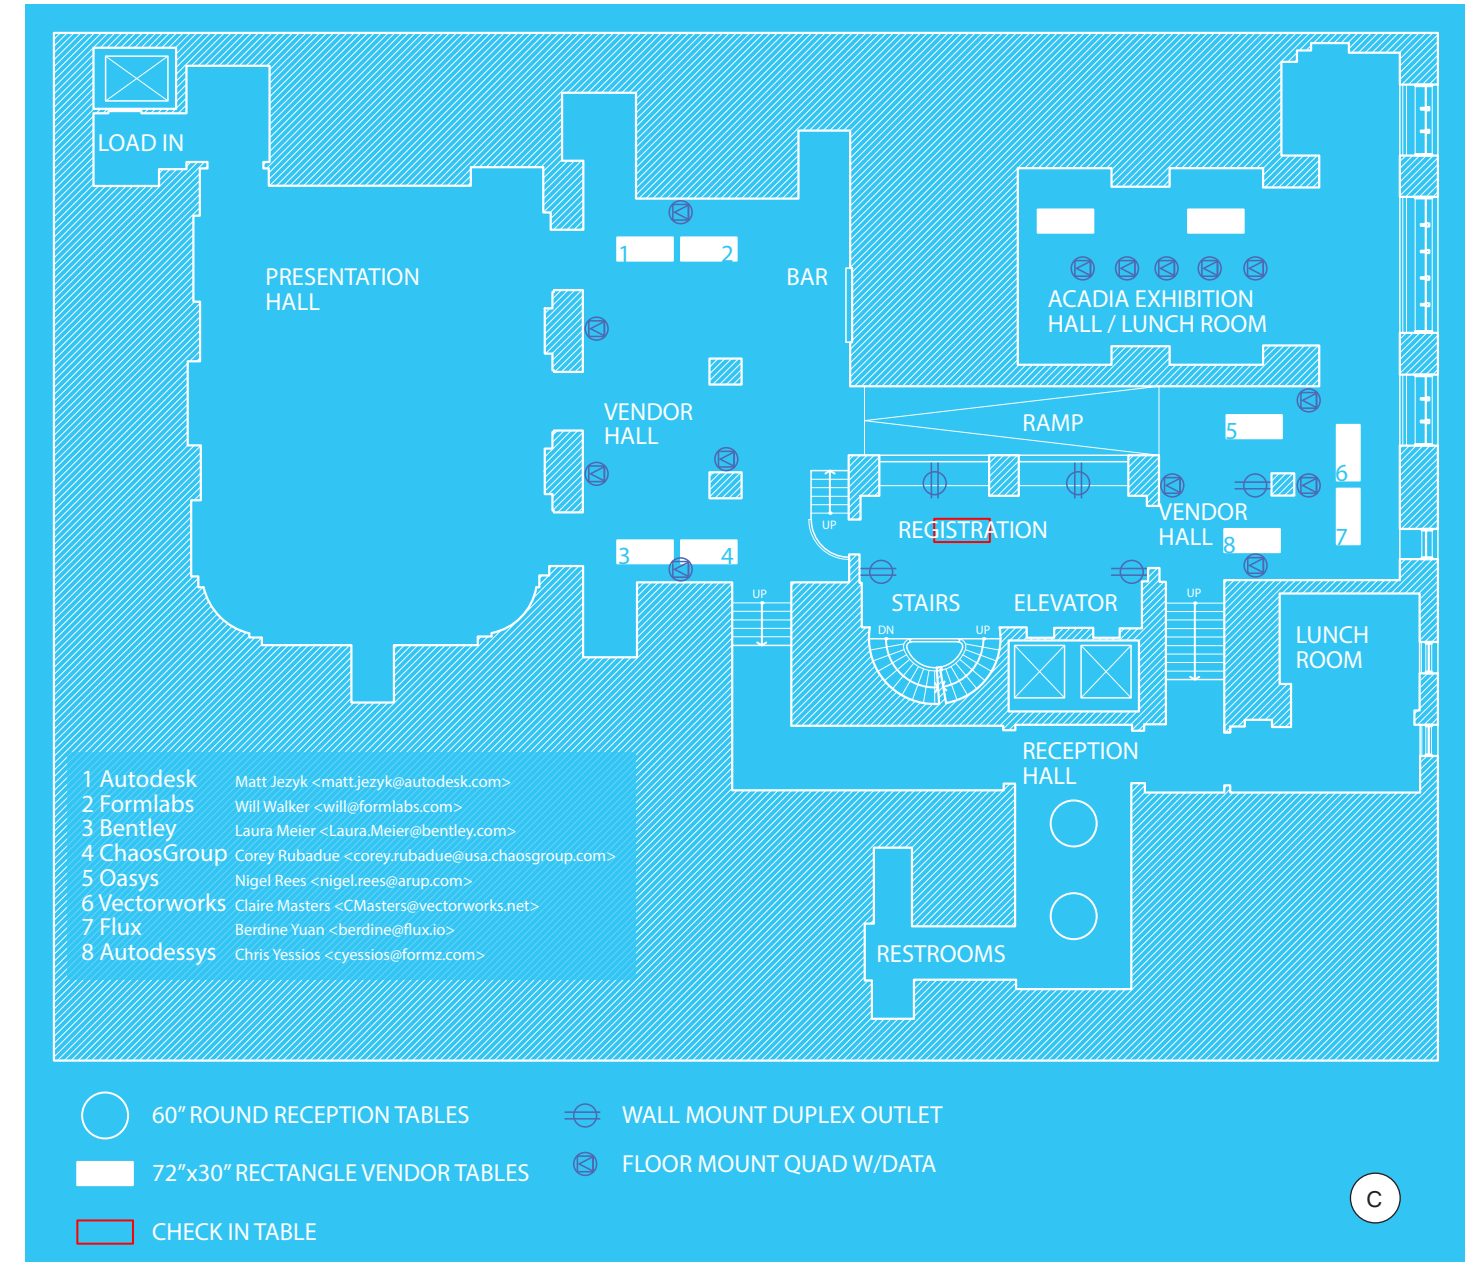 LOAD IN
PRESENTATION
HALL
1
2
BAR
ACADIA EXHIBITION
HALL / LUNCH ROOM
VENDOR
HALL
RAMP
5
6
3
4
UP
REGISTRATION
VENDOR
HALL
7
8
STAIRS
ELEVATOR
UP
UP
DN
UP
LUNCH
ROOM
RECEPTION
HALL
RESTROOMS
1 Autodesk Matt Jezyk <matt.jezyk@autodesk.com>
2 Formlabs Will Walker <will@formlabs.com>
3 Bentley Laura Meier <Laura.Meier@bentley.com>
4 ChaosGroup Corey Rubadue <corey.rubadue@usa.chaosgroup.com>
5 Oasys Nigel Rees <nigel.rees@arup.com>
6 Vectorworks Claire Masters <CMasters@vectorworks.net>
7 Flux Berdine Yuan <berdine@flux.io>
8 Autodessys Chris Yessios <cyessios@formz.com>
60” ROUND RECEPTION TABLES
WALL MOUNT DUPLEX OUTLET
72”x30” RECTANGLE VENDOR TABLES
FLOOR MOUNT QUAD W/DATA
CHECK IN TABLE
C